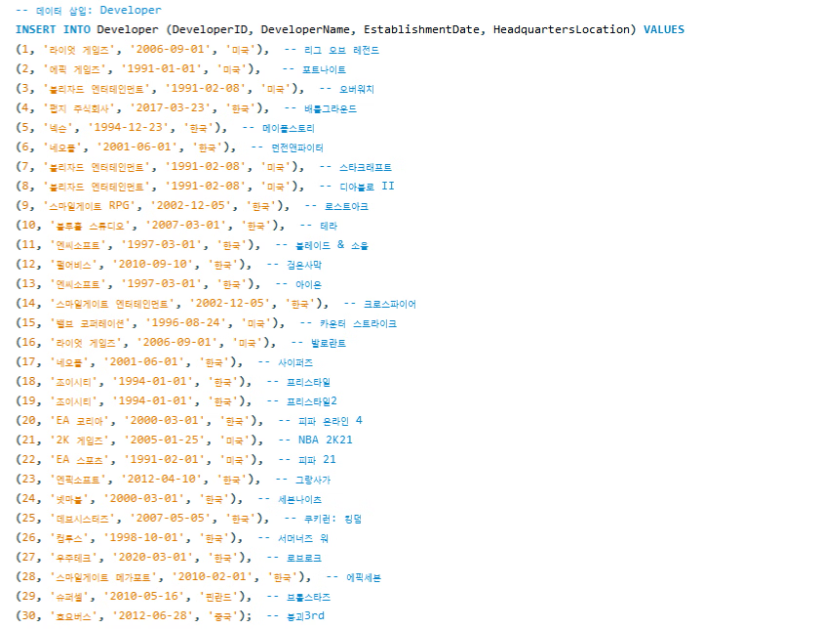 -- 데이터 삽입: Developer
INSERT INTO Developer (DeveloperID, DeveloperName, EstablishmentDate, HeadquartersLocation) VALUES
(1, '라이엇 게임즈', '2006-09-01', '미국'), -- 리그 오브 레전드
(2, '에픽 게임즈', '1991-01-01', '미국'), -- 포트나이트
(3, '블리자드 엔터테인먼트', '1991-02-08', '미국'), -- 오버워치
(4, '펍지 주식회사', '2017-03-23', '한국'), -- 배틀그라운드
(5, '넥슨', '1994-12-23', '한국'), -- 메이플스토리
(6, '네오플', '2001-06-01', '한국'), -- 던전앤파이터
(7, '블리자드 엔터테인먼트', '1991-02-08', '미국'), -- 스타크래프트
(8, '블리자드 엔터테인먼트', '1991-02-08', '미국'), -- 디아블로 II
(9, '스마일게이트 RPG', '2002-12-05', '한국'), -- 로스트아크
(10, '블루홀 스튜디오', '2007-03-01', '한국'), -- 테라
(11, '엔씨소프트', '1997-03-01', '한국'), -- 블레이드 & 소울
(12, '펄어비스', '2010-09-10', '한국'), -- 검은사막
(13, '엔씨소프트', '1997-03-01', '한국'), -- 아이온
(14, '스마일게이트 엔터테인먼트', '2002-12-05', '한국'), -- 크로스파이어
(15, '밸브 코퍼레이션', '1996-08-24', '미국'), -- 카운터 스트라이크
(16, '라이엇 게임즈', '2006-09-01', '미국'), -- 발로란트
(17, '네오플', '2001-06-01', '한국'), -- 사이퍼즈
(18, '조이시티', '1994-01-01', '한국'), -- 프리스타일
(19, '조이시티', '1994-01-01', '한국'), -- 프리스타일2
(20, 'EA 코리아', '2000-03-01', '한국'), -- 피파 온라인 4
(21, '2K 게임즈', '2005-01-25', '미국'), -- NBA 2K21
(22, 'EA 스포츠', '1991-02-01', '미국'), -- 피파 21
(23, '엔픽소프트', '2012-04-10', '한국'), -- 그랑사가
(24, '넷마블', '2000-03-01', '한국'), -- 세븐나이츠
(25, '데브시스터즈', '2007-05-05', '한국'), -- 쿠키런: 킹덤
(26, '컴투스', '1998-10-01', '한국'), -- 서머너즈 워
(27, '우주테크', '2020-03-01', '한국'), -- 로브로크
(28, '스마일게이트 메가포트', '2010-02-01', '한국'), -- 에픽세븐
(29, '슈퍼셀', '2010-05-16', '핀란드'), -- 브롤스타즈
(30, '호요버스', '2012-06-28', '중국'); -- 붕괴3rd